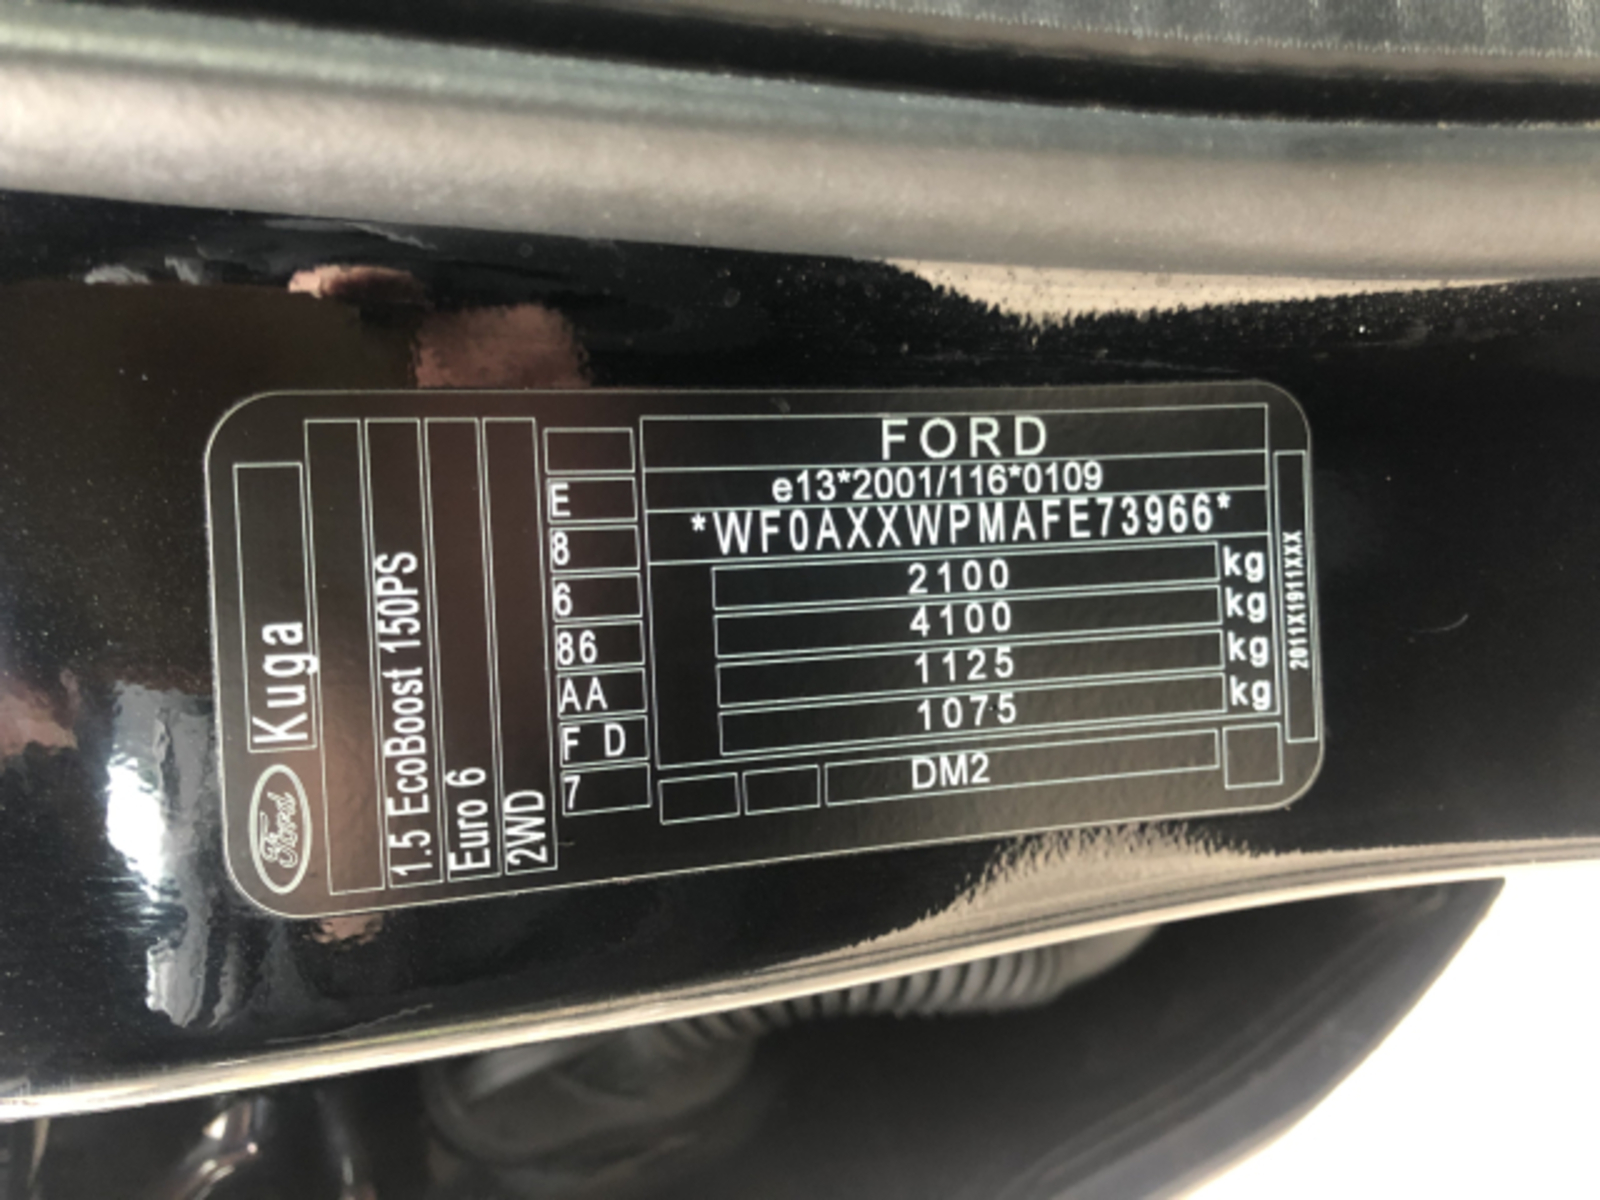 FORD
e13*2001/116*0109
*WF0AXXWPMAFE73966*
2100 kg
4100 kg
1125 kg
1075 kg
DM2
2011X1911XXX
E
8
6
86
AA
F D
7
Ford
Kuga
1.5 EcoBoost 150PS
Euro 6
2WD